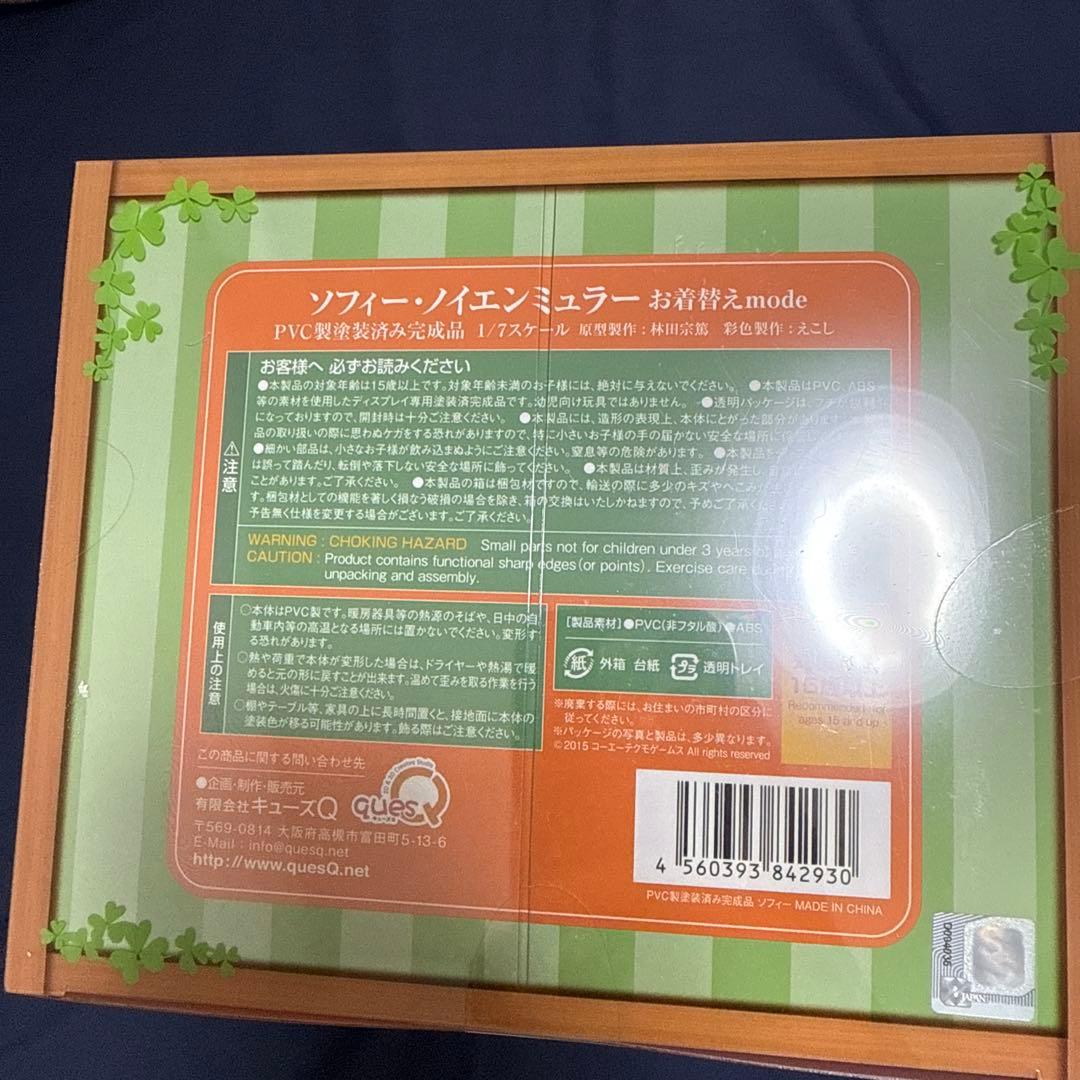 ソフィー・ノイエンミュラー お着替えmode
PVC製塗装済み完成品 1/7スケール 原型製作：林田宗篤 彩色製作：えこし
お客様へ 必ずお読みください
⚠注意
●本製品の対象年齢は15歳以上です。対象年齢未満のお子様には、絶対に与えないでください。 ●本製品はPVC、ABS
等の素材を使用したディスプレイ専用塗装済完成品です。幼児向け玩具ではありません。 ●透明パッケージは、フチが
になっておりますので、開封時は十分ご注意ください。 ●本製品には、造形の表現上、本体にとがった部分があります
品の取り扱いの際に思わぬケガをする恐れがありますので、特に小さいお子様の手の届かない安全な場所に
●細かい部品は、小さなお子様が飲み込まぬようにご注意ください。窒息等の危険があります。 ●本製品を
は誤って踏んだり、転倒や落下しない安全な場所に飾ってください。 ●本製品は材質上、歪みが発生し
ことがあります。ご了承ください。 ●本製品の箱は梱包材ですので、輸送の際に多少のキズやへこみ
す。梱包材としての機能を著しく損なう破損の場合を除き、箱の交換はいたしかねますので、予めご了承くだ
予告無く仕様を変更する場合がございます。ご了承ください。
WARNING : CHOKING HAZARD Small parts not for children under 3 years
CAUTION : Product contains functional sharp edges(or points). Exercise care
unpacking and assembly.
使用上の注意
○本体はPVC製です。暖房器具等の熱源のそばや、日中の自
動車内等の高温となる場所には置かないでください。変形す
る恐れがあります。
○熱や荷重で本体が変形した場合は、ドライヤーや熱湯で暖
めると元の形に戻すことが出来ます。温めて歪みを取る作業を行う
場合は、火傷に十分ご注意ください。
○棚やテーブル等、家具の上に長時間置くと、接地面に本体の
塗装色が移る可能性があります。飾る際はご注意ください。
[製品素材]●PVC(非フタル酸)●ABS
紙 外箱 台紙 プラ 透明トレイ
※廃棄する際には、お住まいの市町村の区分に
従ってください。
※パッケージの写真と製品は、多少異なります。
©2015 コーエーテクモゲームス All rights reserved
Recommended for
ages 15 and up
この商品に関する問い合わせ先
●企画・制作・販売元
有限会社キューズQ
2D & 3D Creative Studio
quesQ
キューズQ
〒569-0814 大阪府高槻市富田町5-13-6
E-Mail : info@quesq.net
http://www.quesQ.net
4 560393 842930
PVC製塗装済み完成品 ソフィー MADE IN CHINA
JAPAN